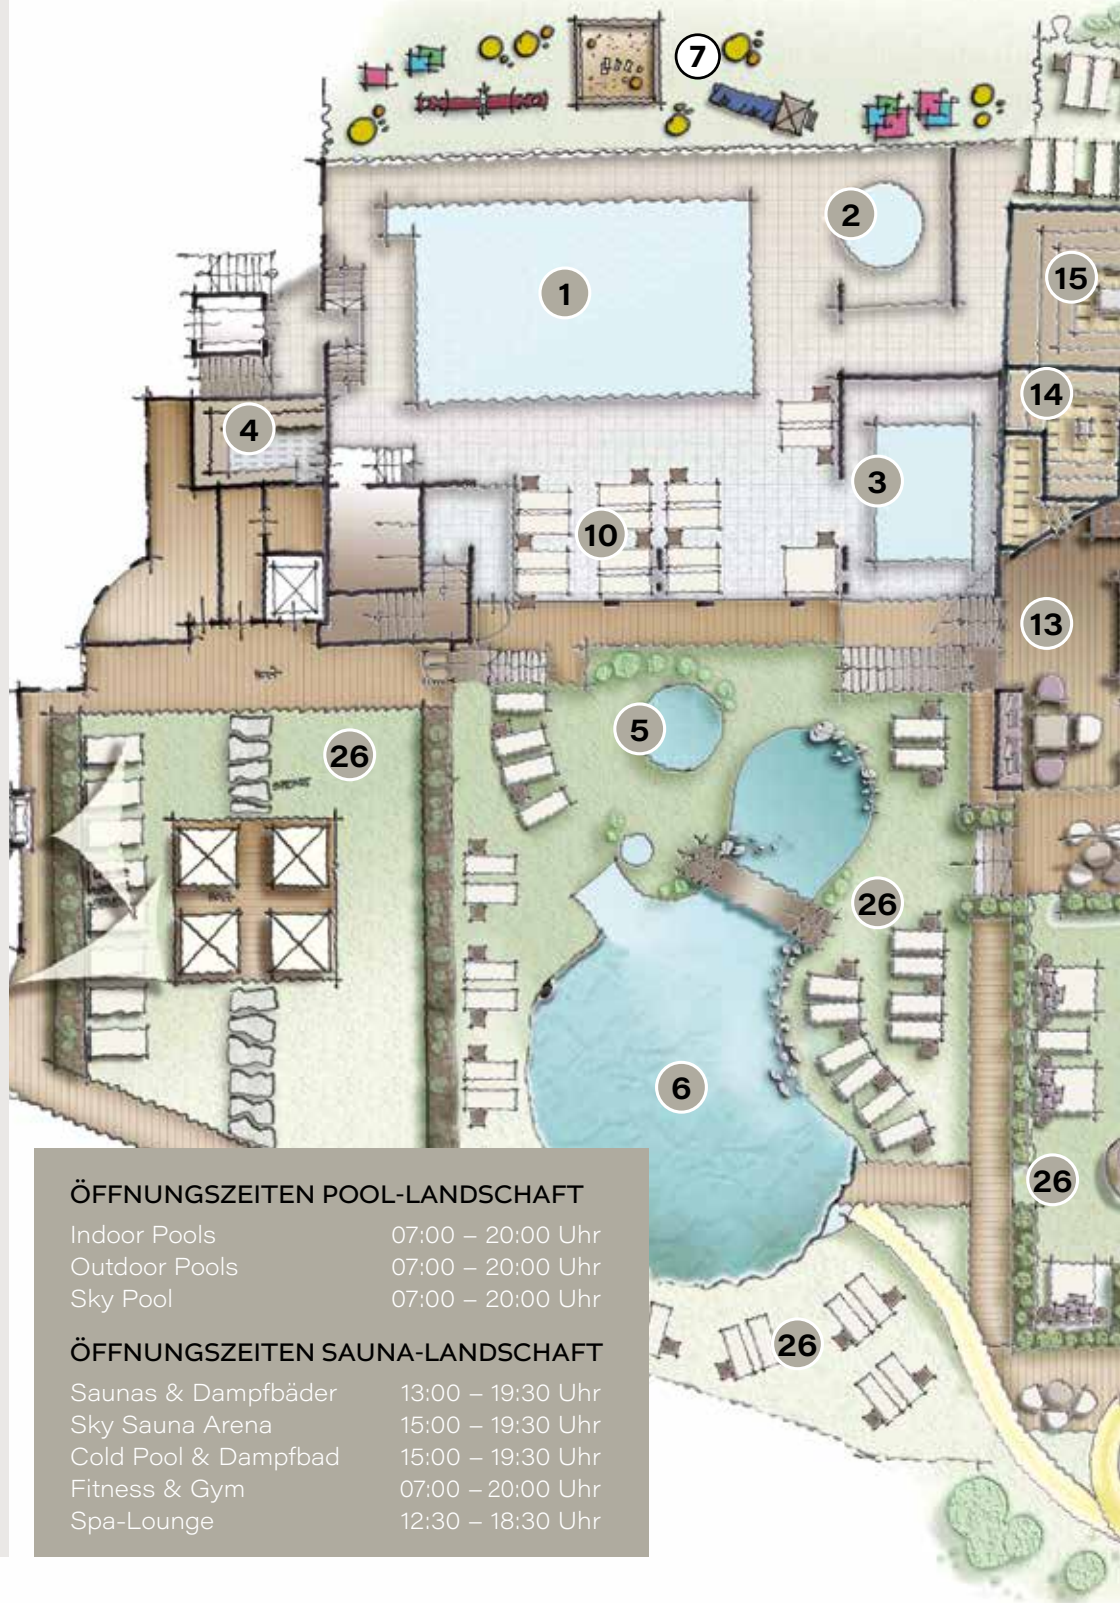 7
2
1
15
14
4
3
10
13
5
26
26
6
26
26
ÖFFNUNGSZEITEN POOL-LANDSCHAFT
Indoor Pools 07:00 – 20:00 Uhr
Outdoor Pools 07:00 – 20:00 Uhr
Sky Pool 07:00 – 20:00 Uhr
ÖFFNUNGSZEITEN SAUNA-LANDSCHAFT
Saunas & Dampfbäder 13:00 – 19:30 Uhr
Sky Sauna Arena 15:00 – 19:30 Uhr
Cold Pool & Dampfbad 15:00 – 19:30 Uhr
Fitness & Gym 07:00 – 20:00 Uhr
Spa-Lounge 12:30 – 18:30 Uhr